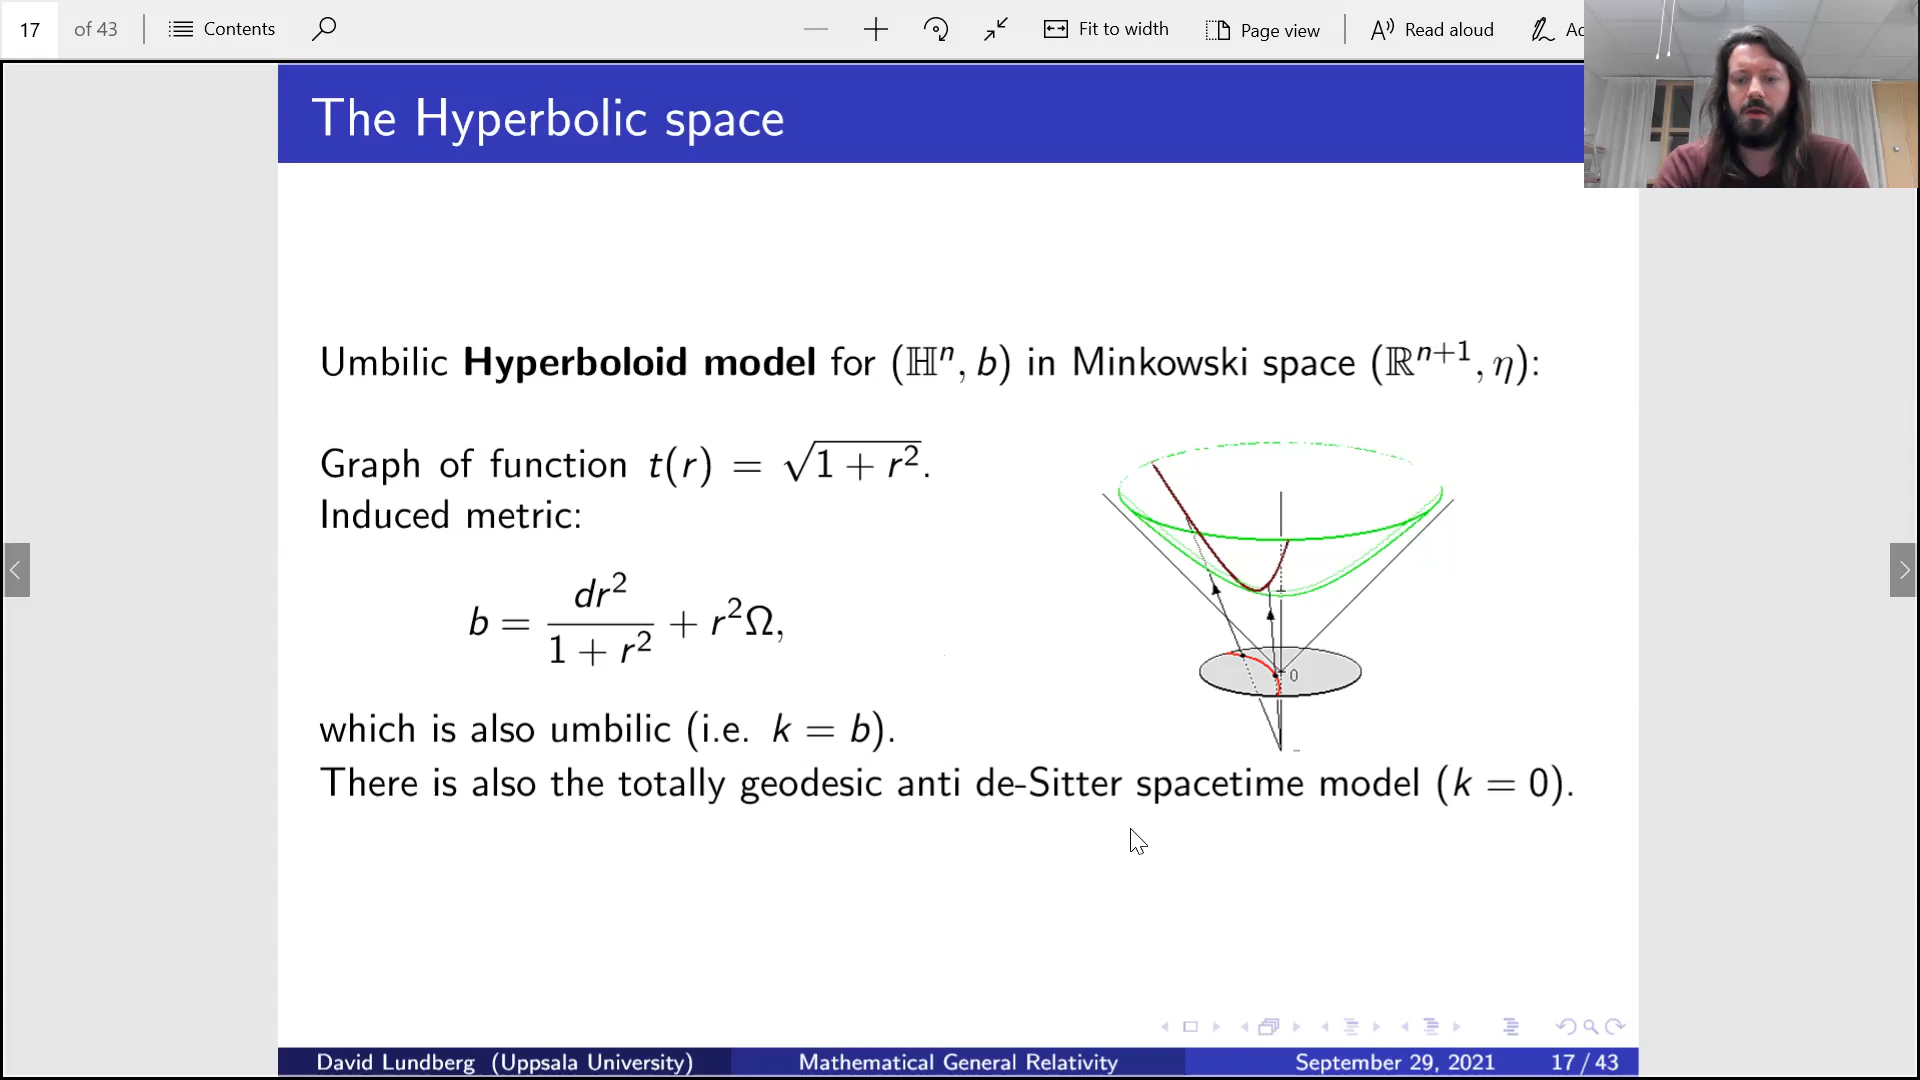 17 of 43 Contents Fit to width Page view Read aloud
The Hyperbolic space
Umbilic Hyperboloid model for (ℍⁿ, b) in Minkowski space (ℝⁿ⁺¹, η):
Graph of function t(r) = √(1 + r²).
Induced metric:
b = dr²/(1 + r²) + r²Ω,
0
which is also umbilic (i.e. k = b).
There is also the totally geodesic anti de-Sitter spacetime model (k = 0).
David Lundberg (Uppsala University) Mathematical General Relativity September 29, 2021 17 / 43